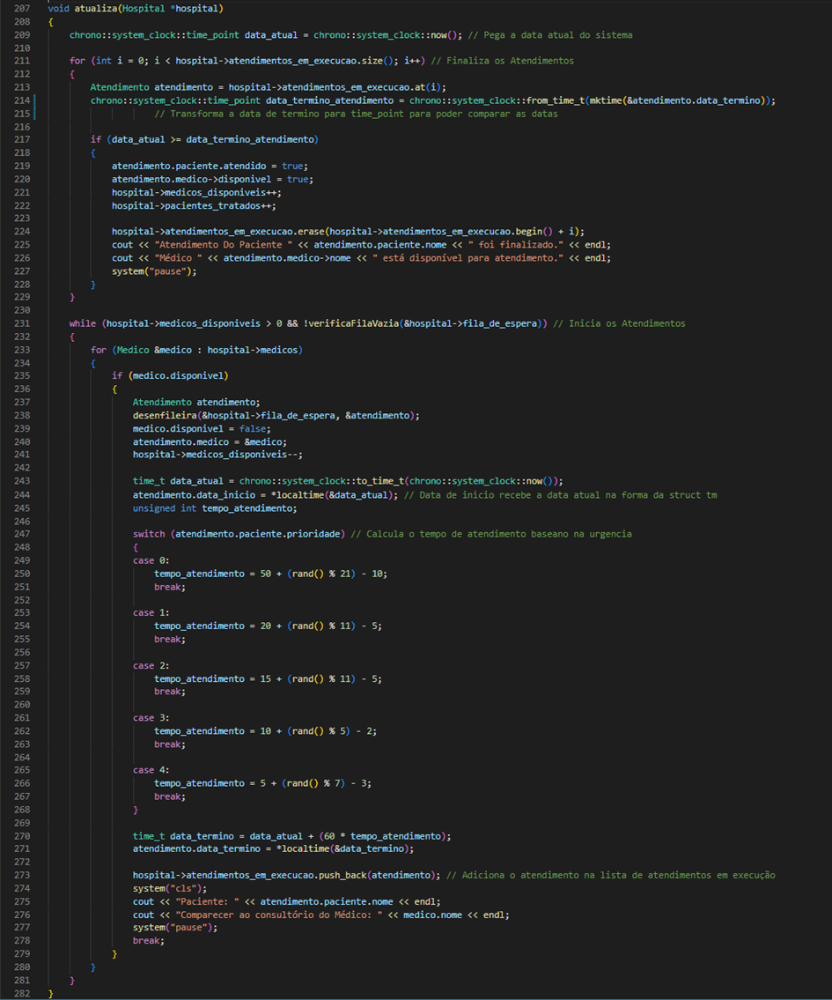 207 void atualiza(Hospital *hospital)
208 {
209     chrono::system_clock::time_point data_atual = chrono::system_clock::now(); // Pega a data atual do sistema
210
211     for (int i = 0; i < hospital->atendimentos_em_execucao.size(); i++) // Finaliza os Atendimentos
212     {
213         Atendimento atendimento = hospital->atendimentos_em_execucao.at(i);
214         chrono::system_clock::time_point data_termino_atendimento = chrono::system_clock::from_time_t(mktime(&atendimento.data_termino));
215                     // Transforma a data de termino para time_point para poder comparar as datas
216
217         if (data_atual >= data_termino_atendimento)
218         {
219             atendimento.paciente.atendido = true;
220             atendimento.medico->disponivel = true;
221             hospital->medicos_disponiveis++;
222             hospital->pacientes_tratados++;
223
224             hospital->atendimentos_em_execucao.erase(hospital->atendimentos_em_execucao.begin() + i);
225             cout << "Atendimento Do Paciente " << atendimento.paciente.nome << " foi finalizado." << endl;
226             cout << "Médico " << atendimento.medico->nome << " está disponível para atendimento." << endl;
227             system("pause");
228         }
229     }
230
231     while (hospital->medicos_disponiveis > 0 && !verificaFilaVazia(&hospital->fila_de_espera)) // Inicia os Atendimentos
232     {
233         for (Medico &medico : hospital->medicos)
234         {
235             if (medico.disponivel)
236             {
237                 Atendimento atendimento;
238                 desenfileira(&hospital->fila_de_espera, &atendimento);
239                 medico.disponivel = false;
240                 atendimento.medico = &medico;
241                 hospital->medicos_disponiveis--;
242
243                 time_t data_atual = chrono::system_clock::to_time_t(chrono::system_clock::now());
244                 atendimento.data_inicio = *localtime(&data_atual); // Data de inicio recebe a data atual na forma da struct tm
245                 unsigned int tempo_atendimento;
246
247                 switch (atendimento.paciente.prioridade) // Calcula o tempo de atendimento baseano na urgencia
248                 {
249                 case 0:
250                     tempo_atendimento = 50 + (rand() % 21) - 10;
251                     break;
252
253                 case 1:
254                     tempo_atendimento = 20 + (rand() % 11) - 5;
255                     break;
256
257                 case 2:
258                     tempo_atendimento = 15 + (rand() % 11) - 5;
259                     break;
260
261                 case 3:
262                     tempo_atendimento = 10 + (rand() % 5) - 2;
263                     break;
264
265                 case 4:
266                     tempo_atendimento = 5 + (rand() % 7) - 3;
267                     break;
268                 }
269
270                 time_t data_termino = data_atual + (60 * tempo_atendimento);
271                 atendimento.data_termino = *localtime(&data_termino);
272
273                 hospital->atendimentos_em_execucao.push_back(atendimento); // Adiciona o atendimento na lista de atendimentos em execução
274                 system("cls");
275                 cout << "Paciente: " << atendimento.paciente.nome << endl;
276                 cout << "Comparecer ao consultório do Médico: " << medico.nome << endl;
277                 system("pause");
278                 break;
279             }
280         }
281     }
282 }